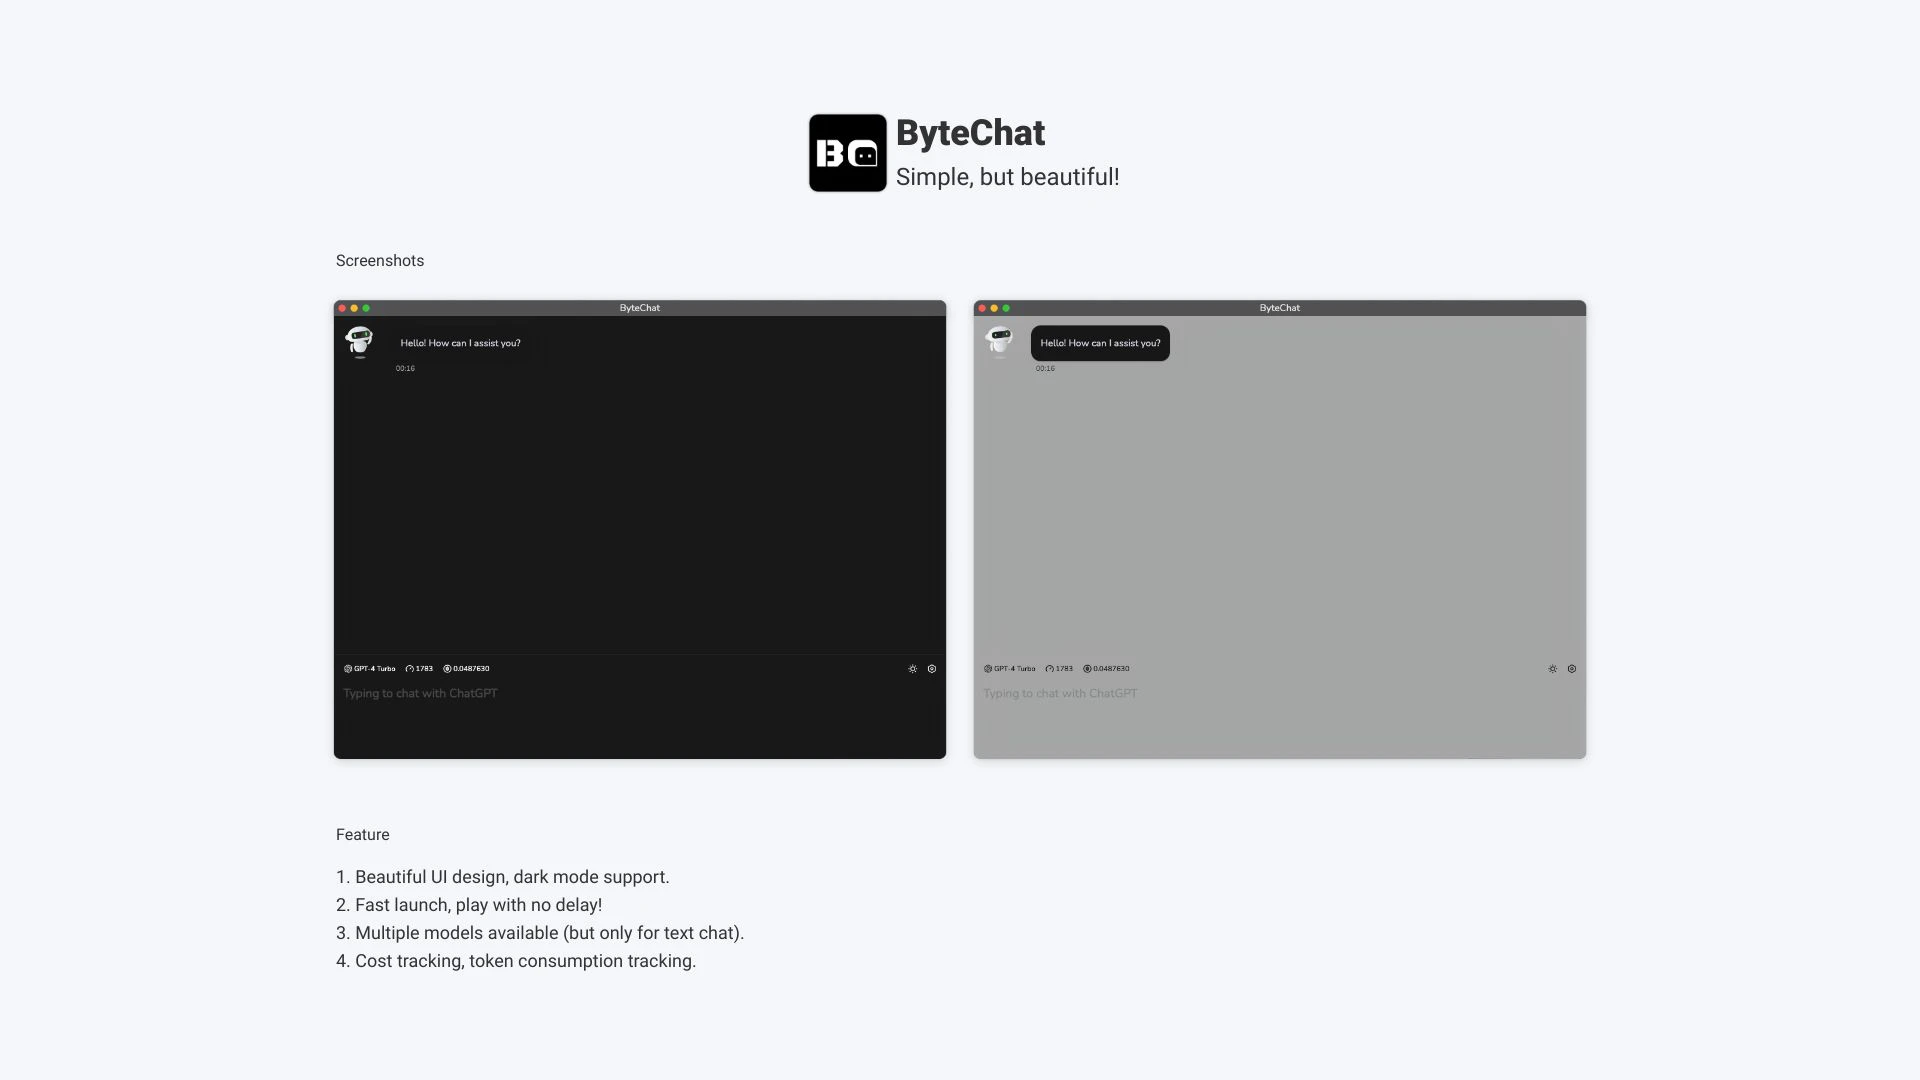 ByteChat
Simple, but beautiful!
Screenshots
ByteChat
Hello! How can I assist you?
00:16
GPT-4 Turbo 1783 0.0487630
Typing to chat with ChatGPT
ByteChat
Hello! How can I assist you?
00:16
GPT-4 Turbo 1783 0.0487630
Typing to chat with ChatGPT
Feature
1. Beautiful UI design, dark mode support.
2. Fast launch, play with no delay!
3. Multiple models available (but only for text chat).
4. Cost tracking, token consumption tracking.